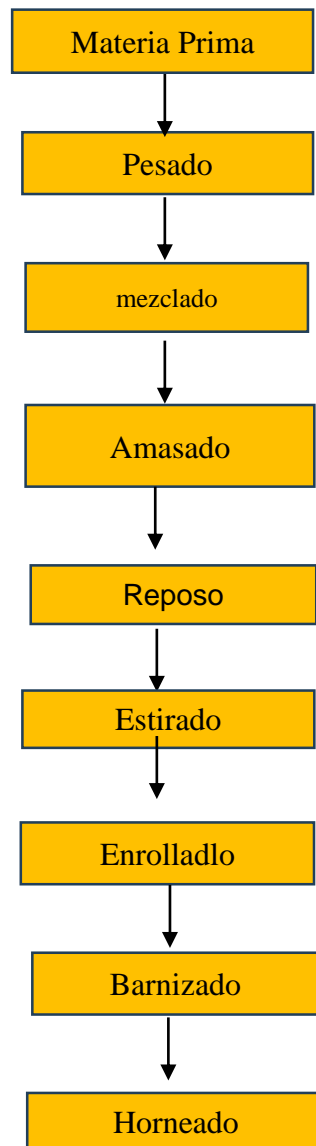 Materia Prima
Pesado
mezclado
Amasado
Reposo
Estirado
Enrolladlo
Barnizado
Horneado